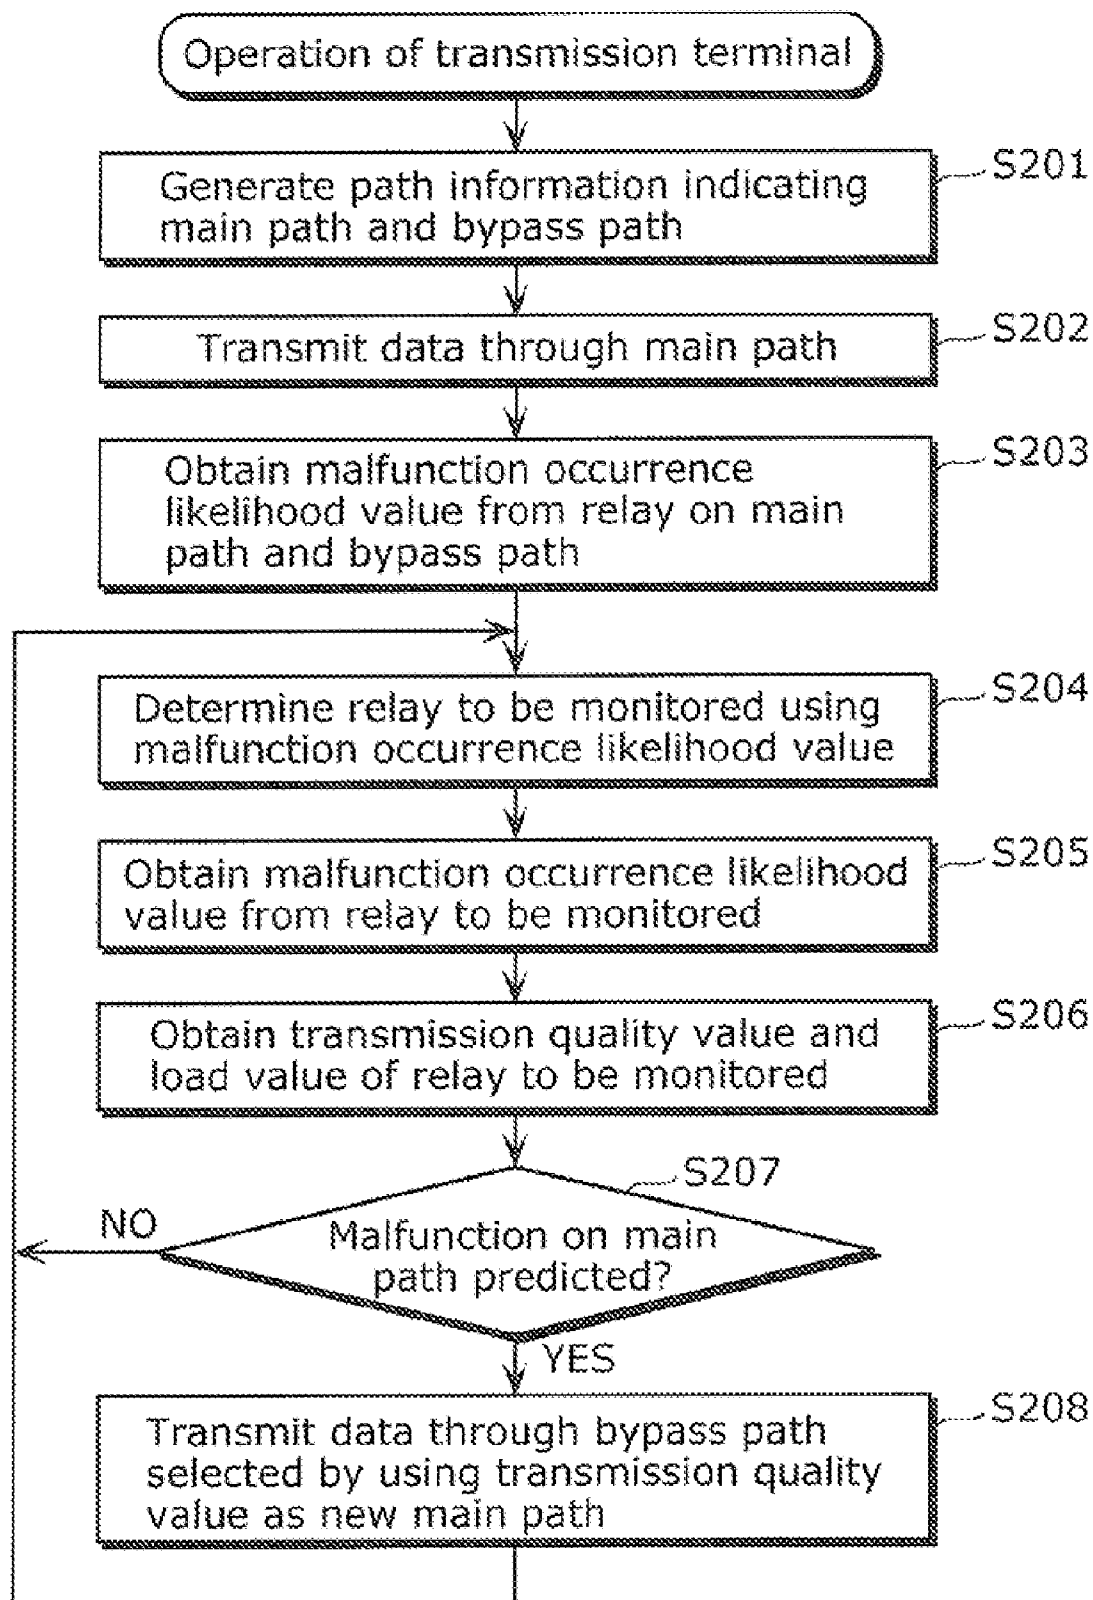 Operation of transmission terminal
S201
Generate path information indicating
main path and bypass path
S202
Transmit data through main path
S203
Obtain malfunction occurrence
likelihood value from relay on main
path and bypass path
S204
Determine relay to be monitored using
malfunction occurrence likelihood value
S205
Obtain malfunction occurrence likelihood
value from relay to be monitored
S206
Obtain transmission quality value and
load value of relay to be monitored
S207
NO
Malfunction on main
path predicted?
YES
S208
Transmit data through bypass path
selected by using transmission quality
value as new main path